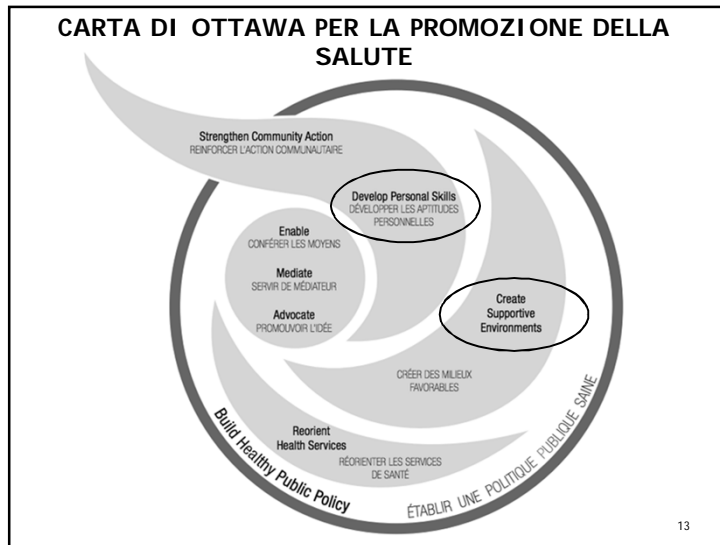 CARTA DI OTTAWA PER LA PROMOZIONE DELLA
SALUTE
Strengthen Community Action
REINFORCER L'ACTION COMMUNAUTAIRE
Develop Personal Skills
DÉVELOPPER LES APTITUDES
PERSONNELLES
Enable
CONFÉRER LES MOYENS
Mediate
SERVIR DE MÉDIATEUR
Advocate
PROMOUVOIR L'IDÉE
Create
Supportive
Environments
CRÉER DES MILIEUX
FAVORABLES
Reorient
Health Services
RÉORIENTER LES SERVICES
DE SANTÉ
Build Healthy Public Policy
ÉTABLIR UNE POLITIQUE PUBLIQUE SAINE
13